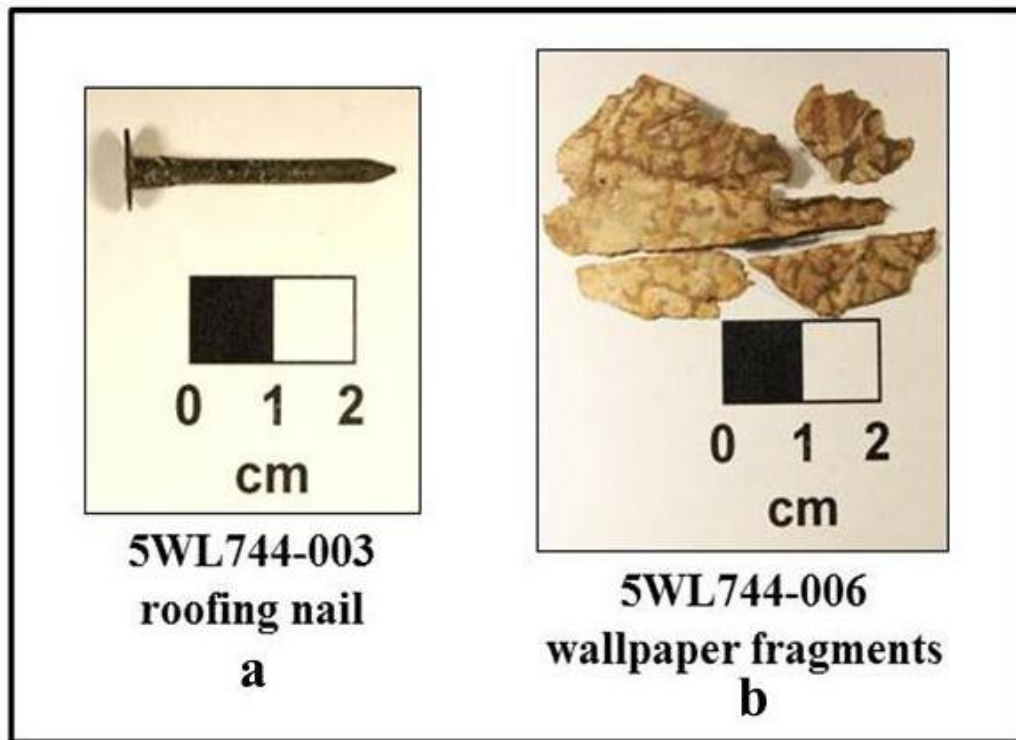 0 1 2
cm
5WL744-003
roofing nail
a
0 1 2
cm
5WL744-006
wallpaper fragments
b